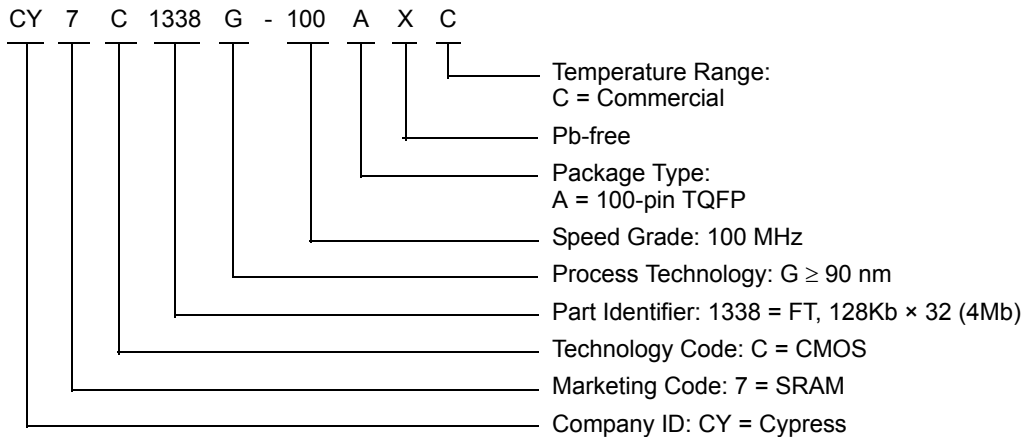 CY 7 C 1338 G - 100 A X C
Temperature Range:
C = Commercial
Pb-free
Package Type:
A = 100-pin TQFP
Speed Grade: 100 MHz
Process Technology: G ≥ 90 nm
Part Identifier: 1338 = FT, 128Kb × 32 (4Mb)
Technology Code: C = CMOS
Marketing Code: 7 = SRAM
Company ID: CY = Cypress